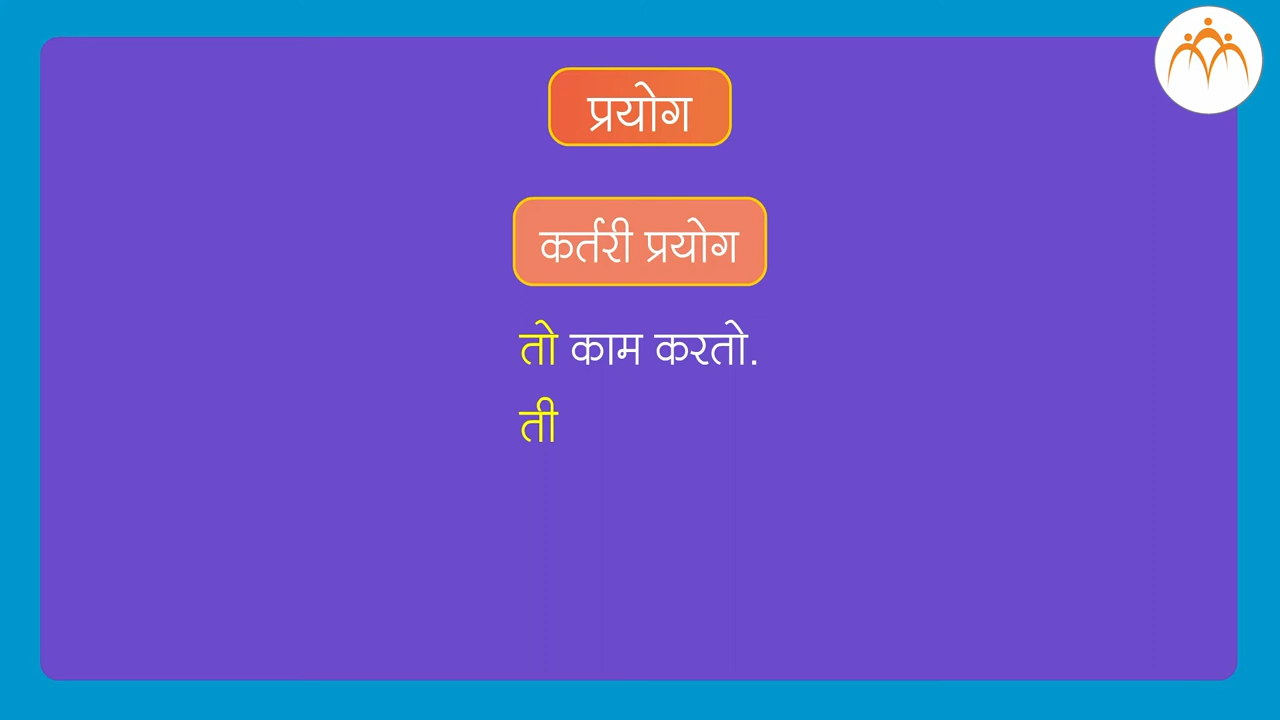 प्रयोग
कर्तरी प्रयोग
तो काम करतो.
ती